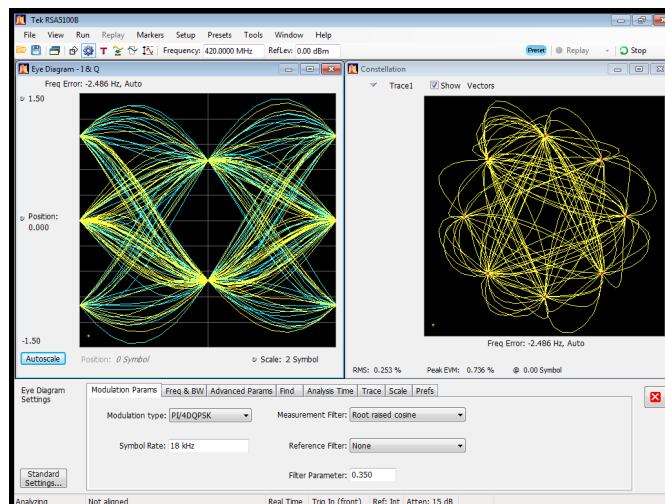 Tek RSA5100B
File View Run Replay Markers Setup Presets Tools Window Help
T Frequency: 420.0000 MHz RefLev: 0.00 dBm Preset Replay Stop
Eye Diagram - I & Q
Freq Error: -2.486 Hz, Auto
1.50
Position:
0.000
-1.50
Autoscale Position: 0 Symbol Scale: 2 Symbol
Constellation
Trace1 Show Vectors
Freq Error: -2.486 Hz, Auto
RMS: 0.253 % Peak EVM: 0.736 % @ 0.00 Symbol
Eye Diagram
Settings
Modulation Params Freq & BW Advanced Params Find Analysis Time Trace Scale Prefs
Modulation type: PI/4DQPSK Measurement Filter: Root raised cosine
Symbol Rate: 18 kHz Reference Filter: None
Filter Parameter: 0.350
Standard
Settings...
Analyzing Not aligned Real Time Trig In (front) Ref: Int Atten: 15 dB